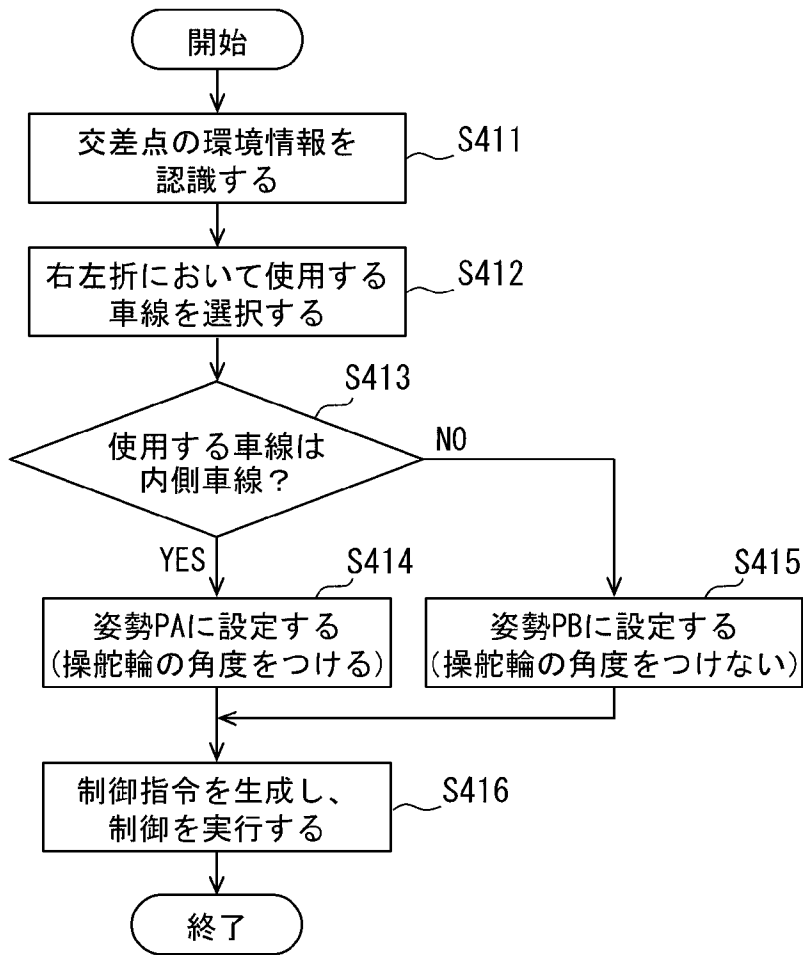 開始
交差点の環境情報を
認識する
S411
右左折において使用する
車線を選択する
S412
S413
使用する車線は
内側車線？
NO
YES
S414
姿勢PAに設定する
(操舵輪の角度をつける)
S415
姿勢PBに設定する
(操舵輪の角度をつけない)
制御指令を生成し、
制御を実行する
S416
終了